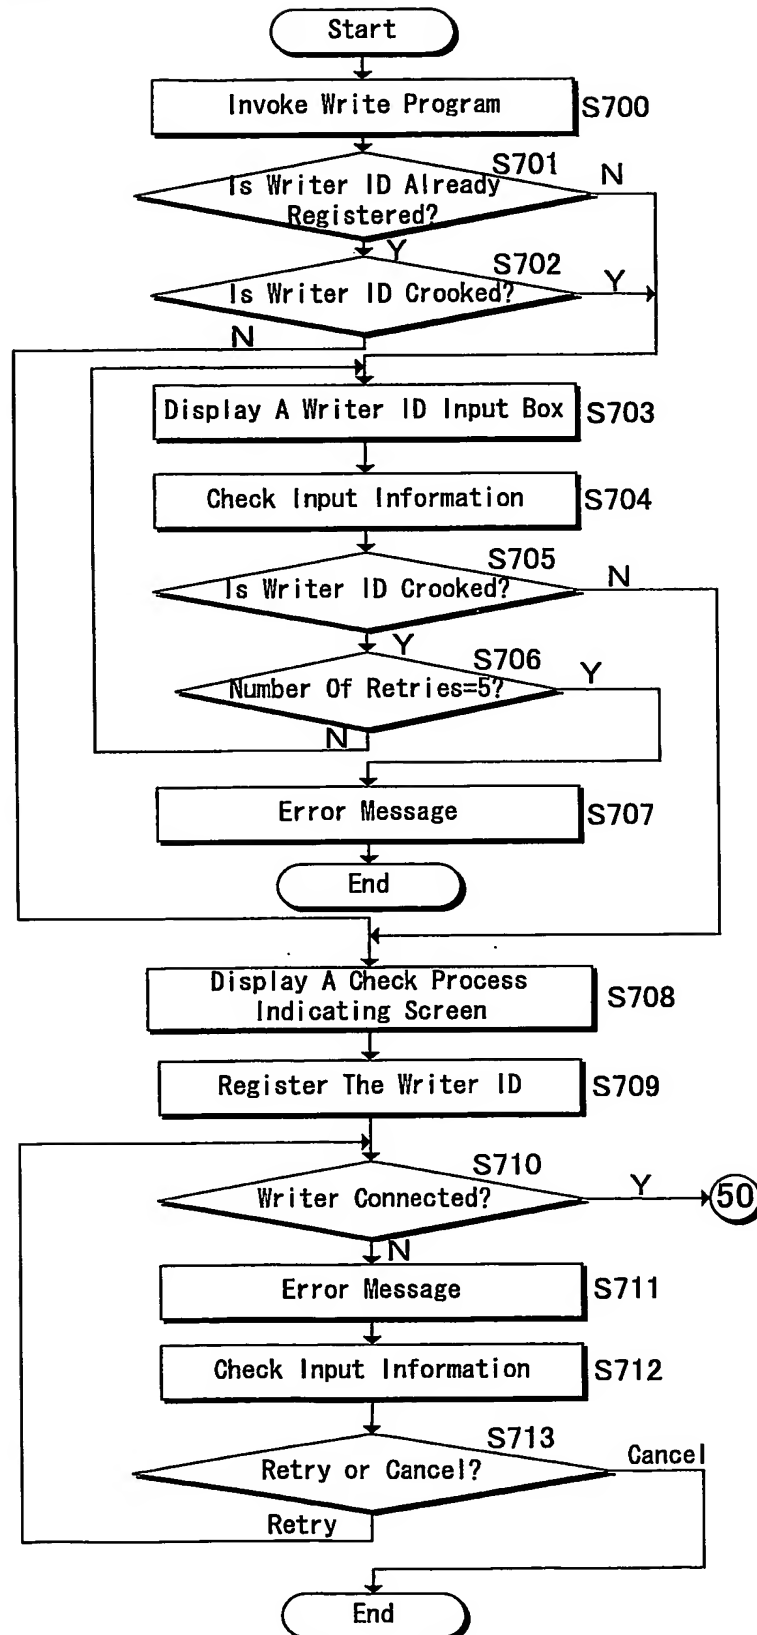 Start
Invoke Write Program
S700
S701
Is Writer ID Already
Registered?
N
Y
S702
Is Writer ID Crooked?
Y
N
Display A Writer ID Input Box
S703
Check Input Information
S704
S705
Is Writer ID Crooked?
N
Y
S706
Number Of Retries=5?
Y
N
Error Message
S707
End
Display A Check Process
Indicating Screen
S708
Register The Writer ID
S709
S710
Writer Connected?
Y
50
N
Error Message
S711
Check Input Information
S712
S713
Retry or Cancel?
Cancel
Retry
End